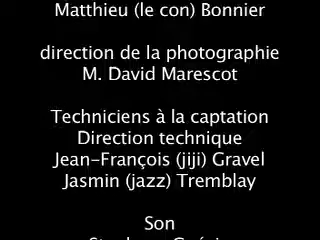 Matthieu (le con) Bonnier
direction de la photographie
M. David Marescot
Techniciens à la captation
Direction technique
Jean-François (jiji) Gravel
Jasmin (jazz) Tremblay
Son